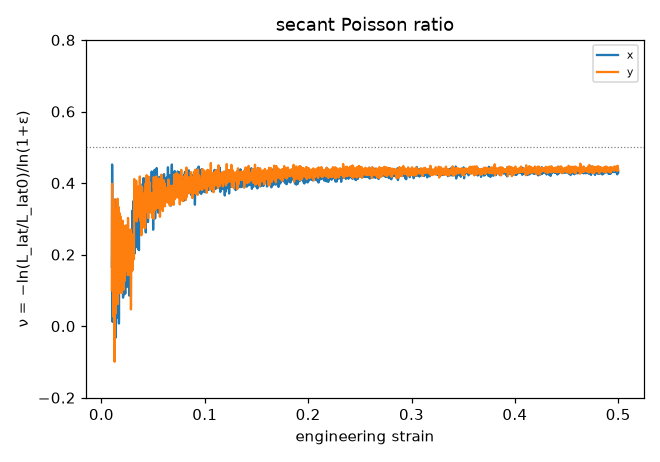 secant Poisson ratio
ν = −ln(L_lat/L_lat0)/ln(1+ε)
0.8
0.6
0.4
0.2
0.0
−0.2
x
y
0.0
0.1
0.2
0.3
0.4
0.5
engineering strain